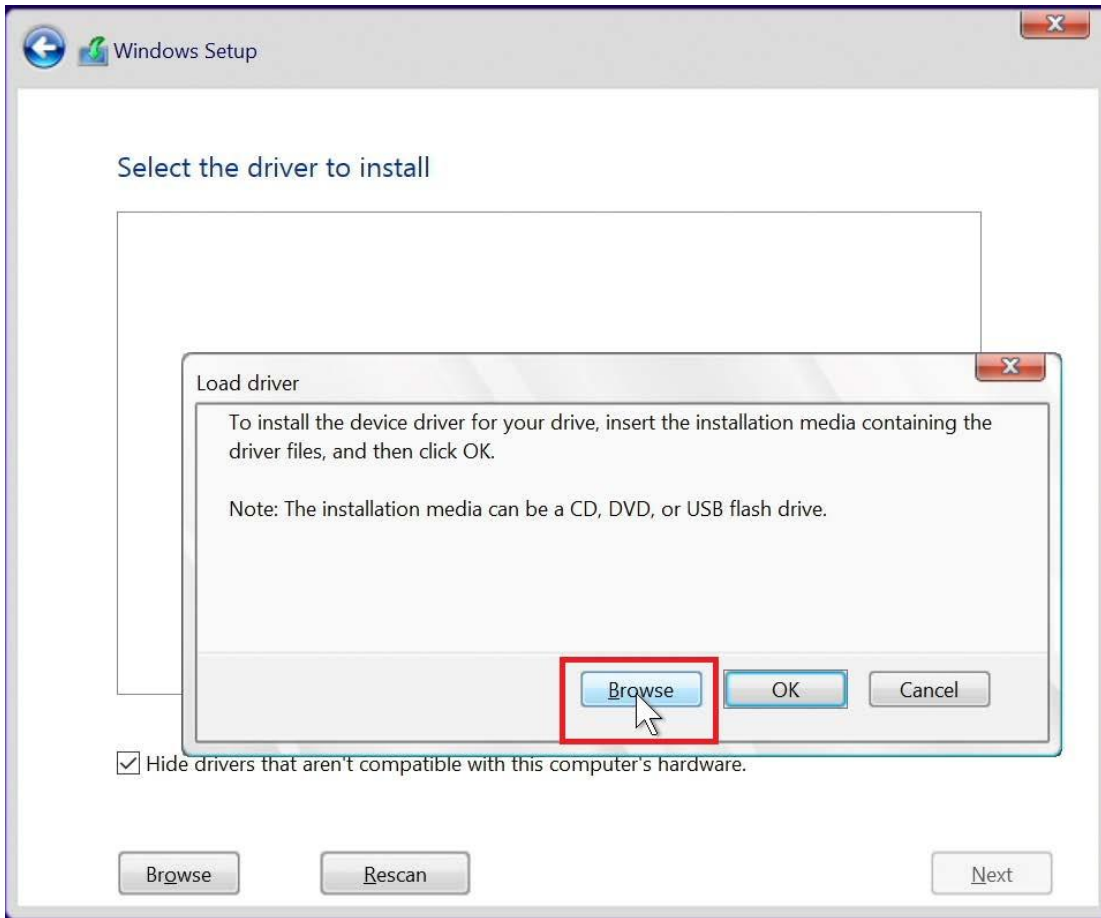 Windows Setup
Select the driver to install
Load driver
To install the device driver for your drive, insert the installation media containing the
driver files, and then click OK.
Note: The installation media can be a CD, DVD, or USB flash drive.
Browse
OK
Cancel
Hide drivers that aren't compatible with this computer's hardware.
Browse
Rescan
Next